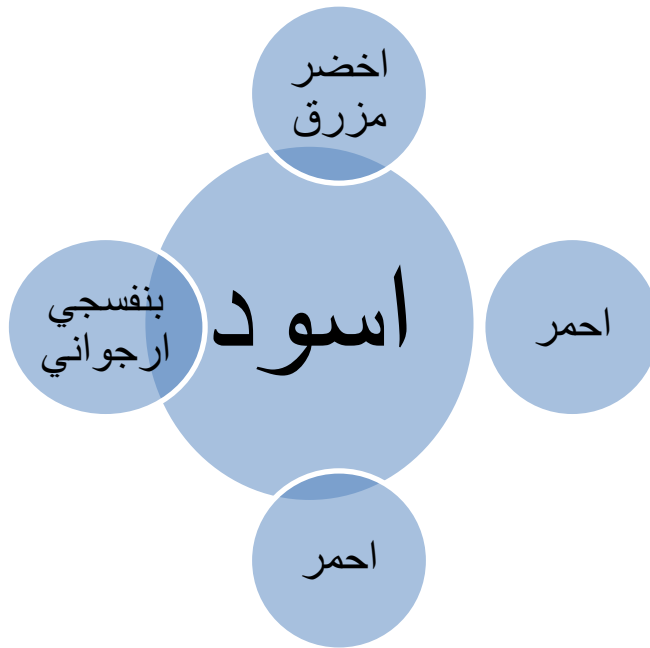 اخضر
مزرق
اسود
احمر
بنفسجي
ارجواني
احمر